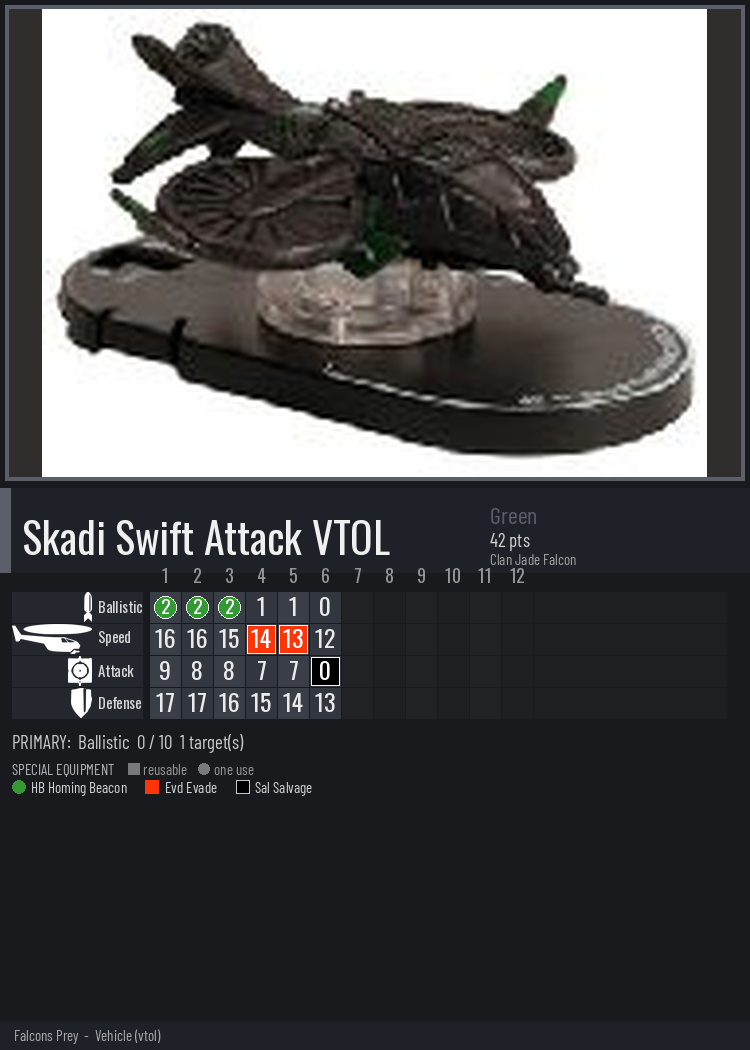 Skadi Swift Attack VTOL
Green
42 pts
Clan Jade Falcon
1 2 3 4 5 6 7 8 9 10 11 12
Ballistic 2 2 2 1 1 0
Speed 16 16 15 14 13 12
Attack 9 8 8 7 7 0
Defense 17 17 16 15 14 13
PRIMARY: Ballistic 0 / 10 1 target(s)
SPECIAL EQUIPMENT reusable one use
HB Homing Beacon Evd Evade Sal Salvage
Falcons Prey - Vehicle (vtol)